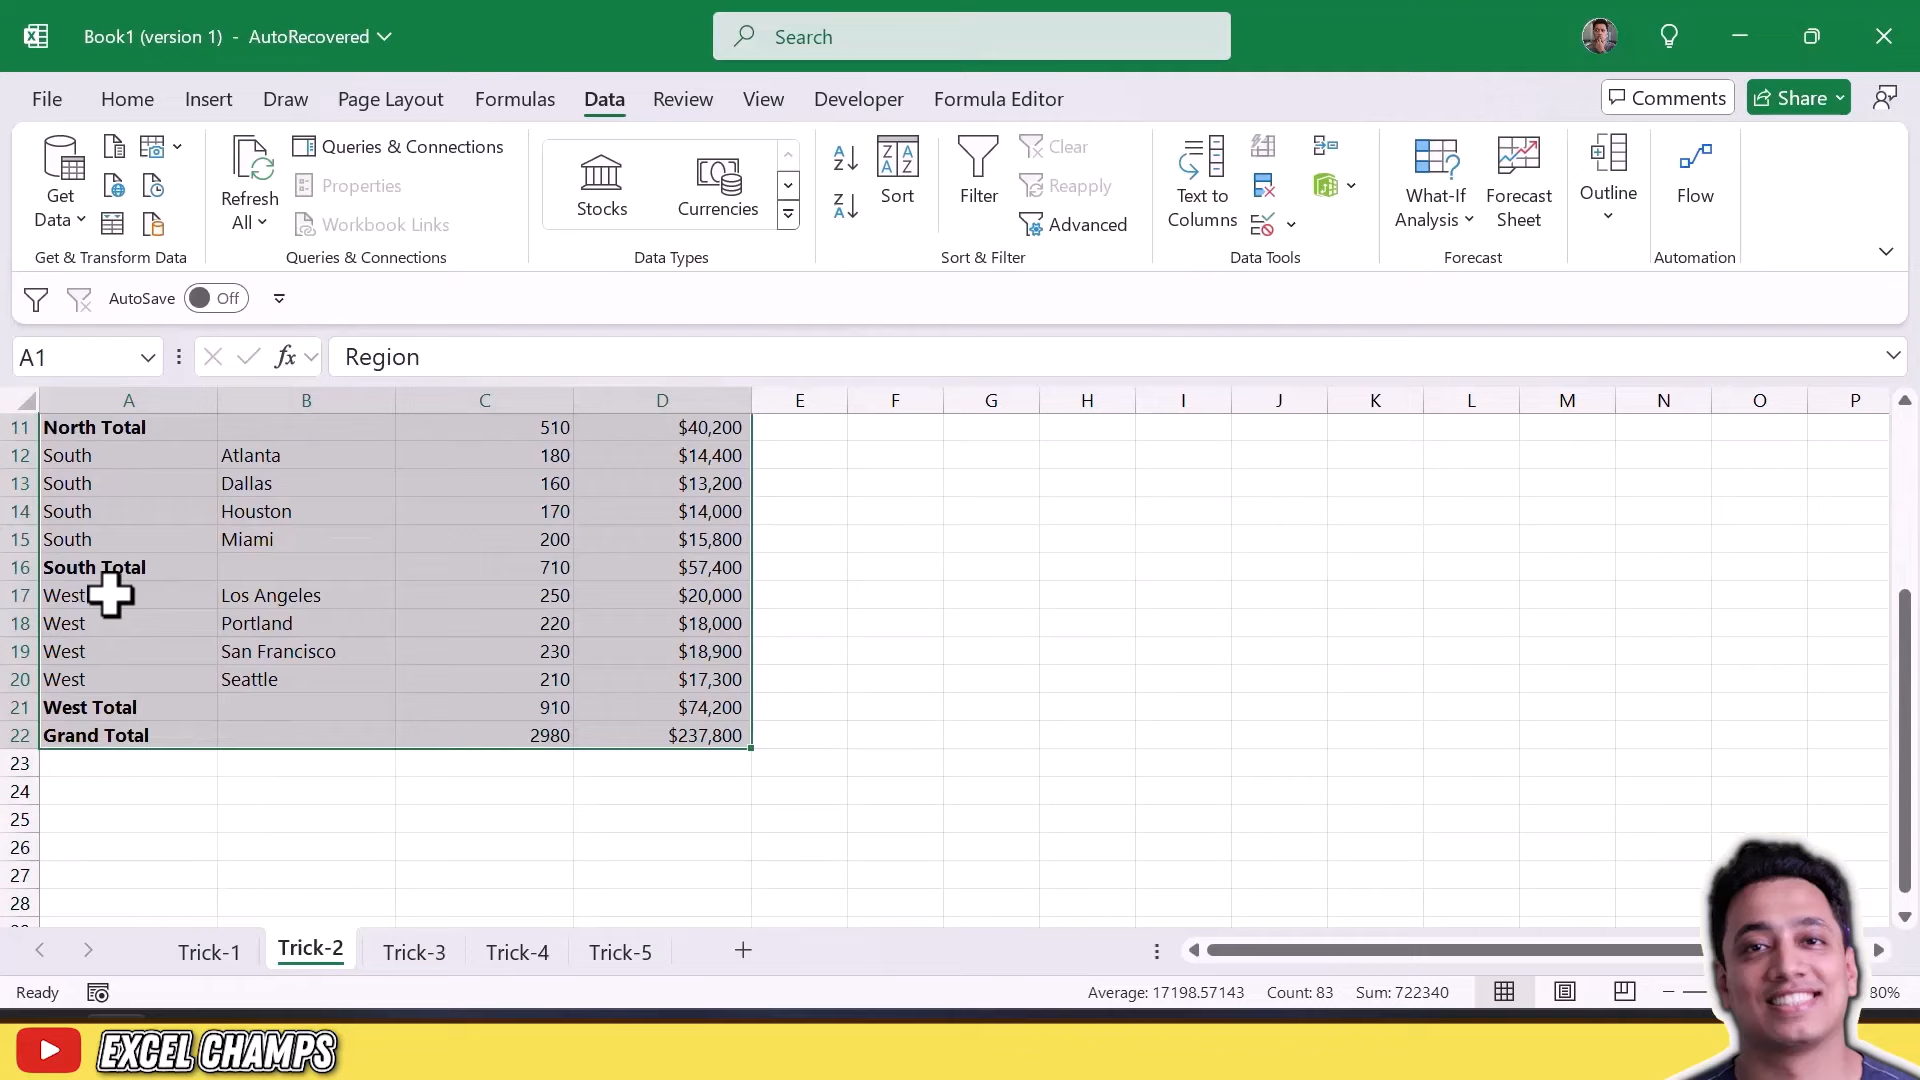 Book1 (version 1) - AutoRecovered
Search
File Home Insert Draw Page Layout Formulas Data Review View Developer Formula Editor Comments Share
Get Data
Refresh All
Queries & Connections
Properties
Workbook Links
Stocks
Currencies
Sort
Filter
Clear
Reapply
Advanced
Text to Columns
What-If Analysis
Forecast Sheet
Outline
Flow
Get & Transform Data Queries & Connections Data Types Sort & Filter Data Tools Forecast Automation
AutoSave Off
A1 fx Region
A B C D E F G H I J K L M N O P
11 North Total 510 $40,200
12 South Atlanta 180 $14,400
13 South Dallas 160 $13,200
14 South Houston 170 $14,000
15 South Miami 200 $15,800
16 South Total 710 $57,400
17 West Los Angeles 250 $20,000
18 West Portland 220 $18,000
19 West San Francisco 230 $18,900
20 West Seattle 210 $17,300
21 West Total 910 $74,200
22 Grand Total 2980 $237,800
23
24
25
26
27
28
Trick-1 Trick-2 Trick-3 Trick-4 Trick-5
Ready Average: 17198.57143 Count: 83 Sum: 722340 80%
EXCEL CHAMPS